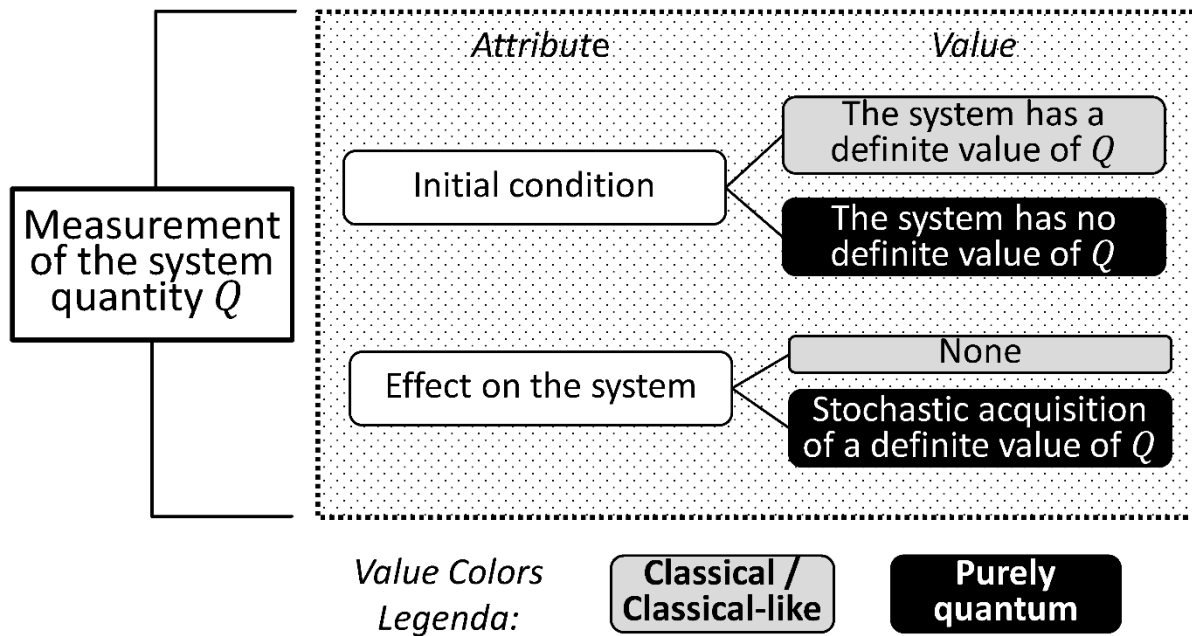 Attribute
Value
Measurement
of the system
quantity Q
Initial condition
The system has a
definite value of Q
The system has no
definite value of Q
Effect on the system
None
Stochastic acquisition
of a definite value of Q
Value Colors
Legenda:
Classical /
Classical-like
Purely
quantum